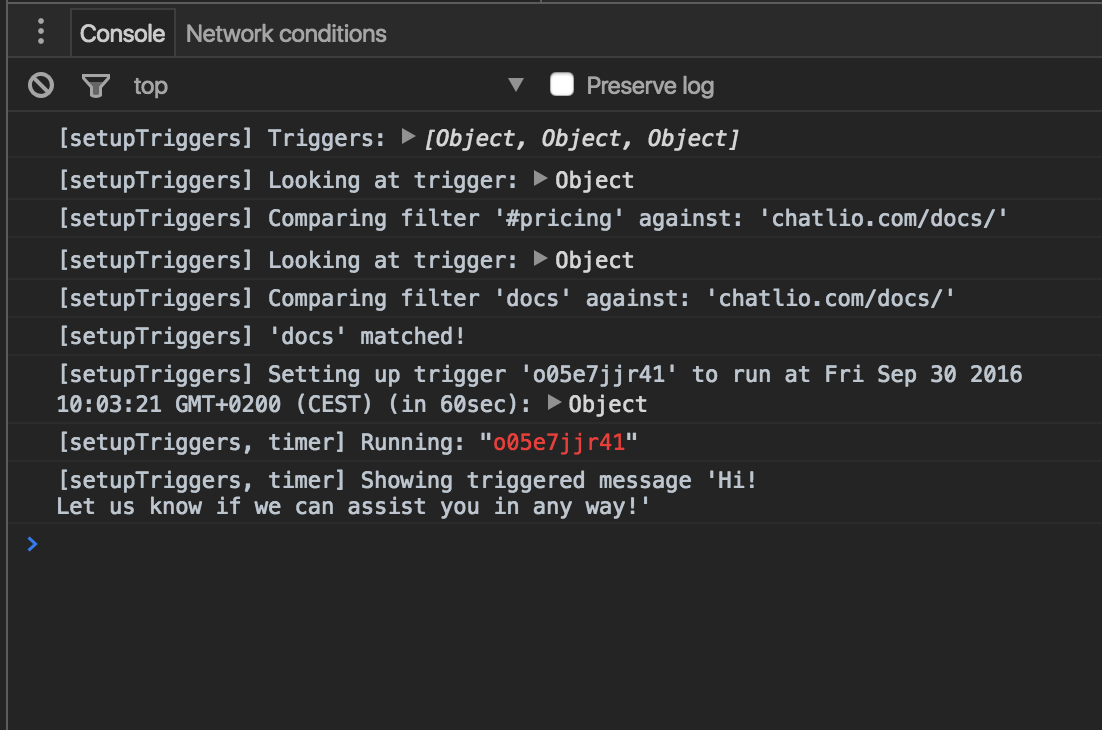 Console Network conditions
top Preserve log
[setupTriggers] Triggers: [Object, Object, Object]
[setupTriggers] Looking at trigger: Object
[setupTriggers] Comparing filter '#pricing' against: 'chatlio.com/docs/'
[setupTriggers] Looking at trigger: Object
[setupTriggers] Comparing filter 'docs' against: 'chatlio.com/docs/'
[setupTriggers] 'docs' matched!
[setupTriggers] Setting up trigger 'o05e7jjr41' to run at Fri Sep 30 2016
10:03:21 GMT+0200 (CEST) (in 60sec): Object
[setupTriggers, timer] Running: "o05e7jjr41"
[setupTriggers, timer] Showing triggered message 'Hi!
Let us know if we can assist you in any way!'